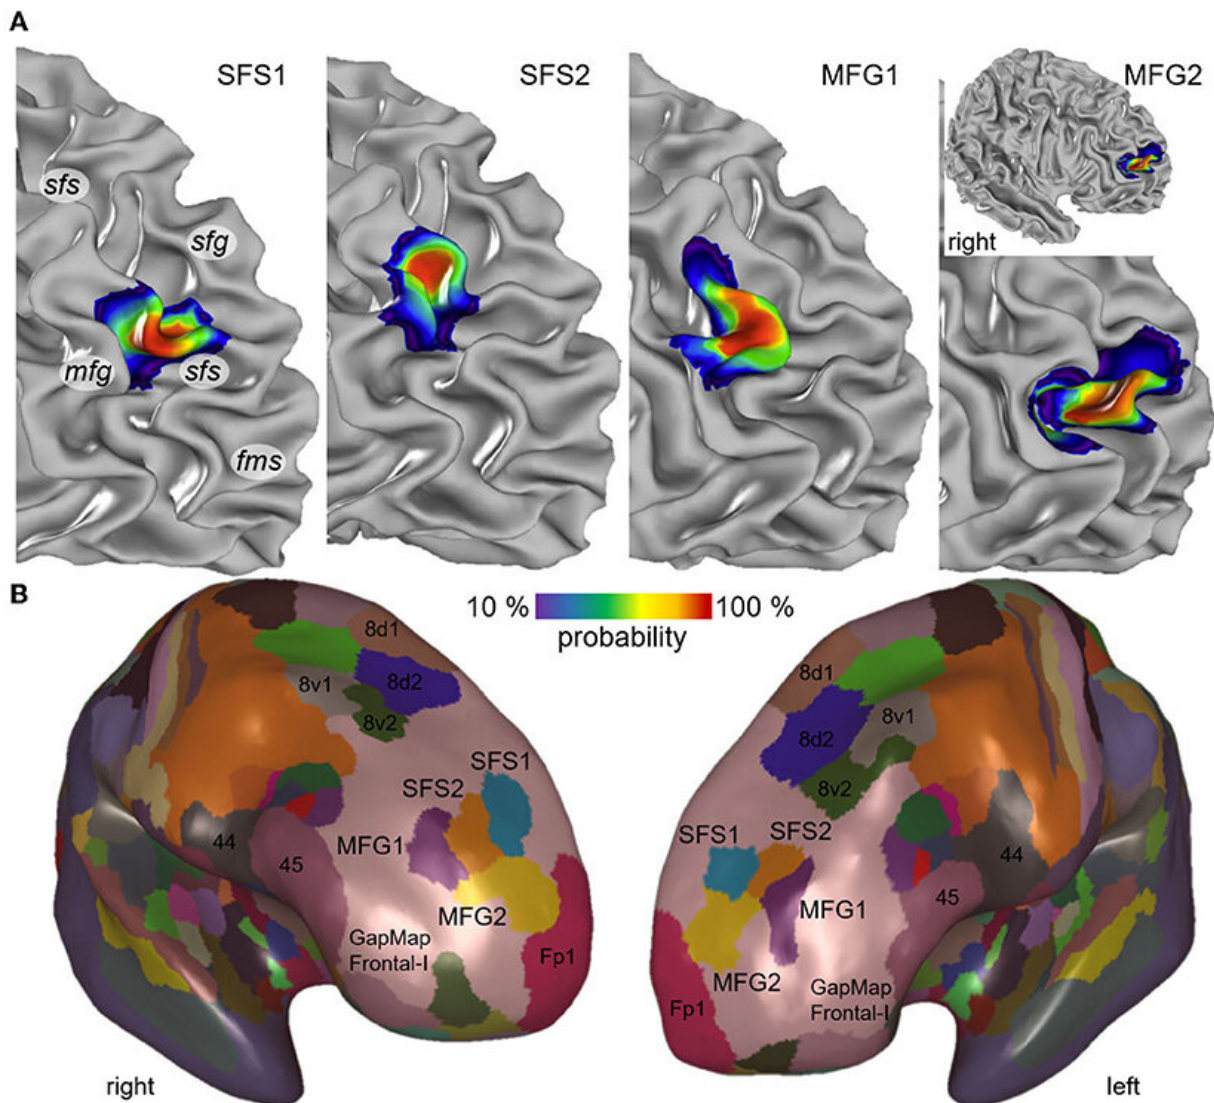 A
SFS1
SFS2
MFG1
MFG2
sfs
sfg
mfg
sfs
fms
right
B
10 %
100 %
probability
8d1
8d2
8v1
8v2
SFS1
SFS2
MFG1
MFG2
44
45
GapMap
Frontal-I
Fp1
right
8d1
8d2
8v1
8v2
SFS1
SFS2
MFG1
MFG2
44
45
GapMap
Frontal-I
Fp1
left